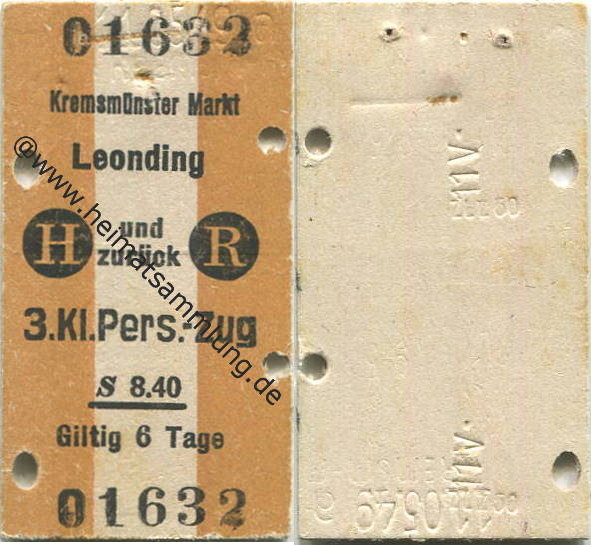 01632
Kremsmünster Markt
Leonding
H und zurück R
3.Kl.Pers.-Zug
S 8.40
Giltig 6 Tage
01632
@www.heimatsammlung.de